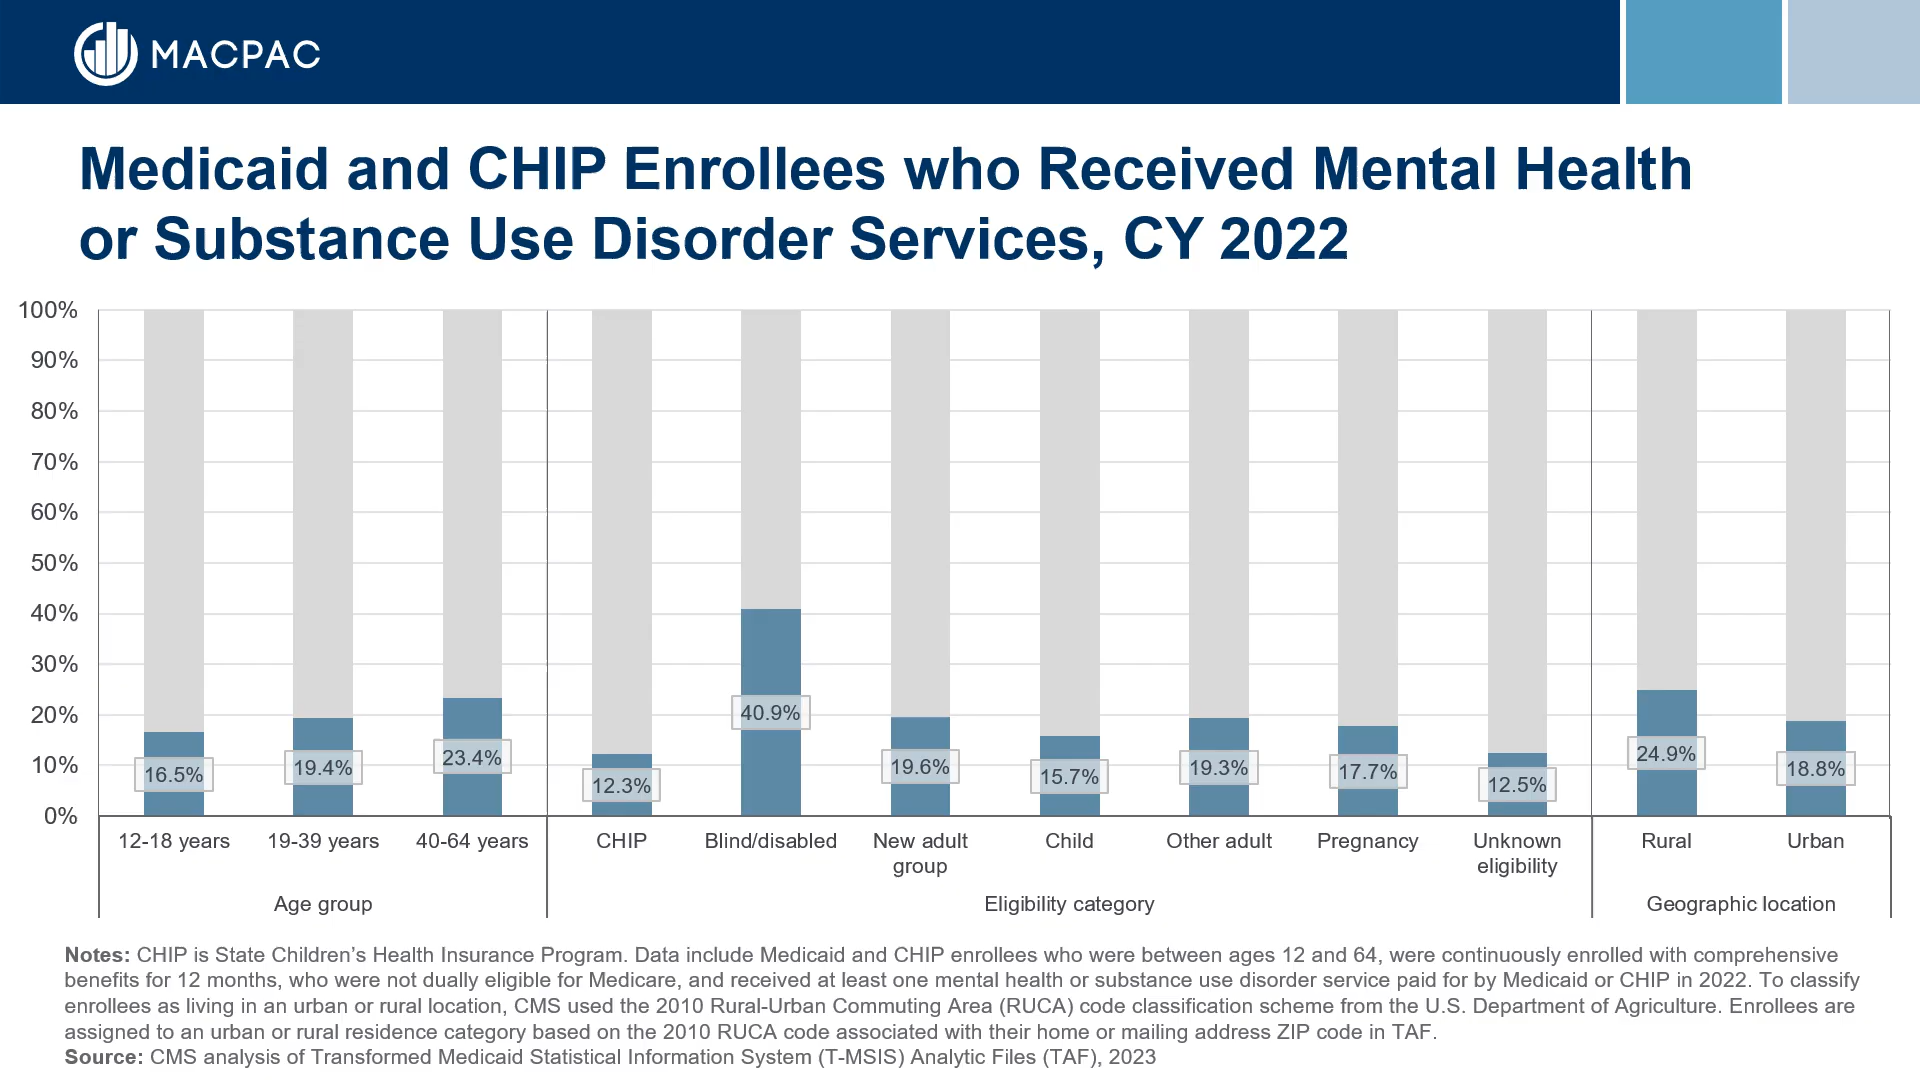 MACPAC
Medicaid and CHIP Enrollees who Received Mental Health
or Substance Use Disorder Services, CY 2022
100%
90%
80%
70%
60%
50%
40%
30%
20%
10%
0%
16.5%
19.4%
23.4%
12.3%
40.9%
19.6%
15.7%
19.3%
17.7%
12.5%
24.9%
18.8%
12-18 years
19-39 years
40-64 years
CHIP
Blind/disabled
New adult
group
Child
Other adult
Pregnancy
Unknown
eligibility
Rural
Urban
Age group
Eligibility category
Geographic location
Notes: CHIP is State Children’s Health Insurance Program. Data include Medicaid and CHIP enrollees who were between ages 12 and 64, were continuously enrolled with comprehensive
benefits for 12 months, who were not dually eligible for Medicare, and received at least one mental health or substance use disorder service paid for by Medicaid or CHIP in 2022. To classify
enrollees as living in an urban or rural location, CMS used the 2010 Rural-Urban Commuting Area (RUCA) code classification scheme from the U.S. Department of Agriculture. Enrollees are
assigned to an urban or rural residence category based on the 2010 RUCA code associated with their home or mailing address ZIP code in TAF.
Source: CMS analysis of Transformed Medicaid Statistical Information System (T-MSIS) Analytic Files (TAF), 2023